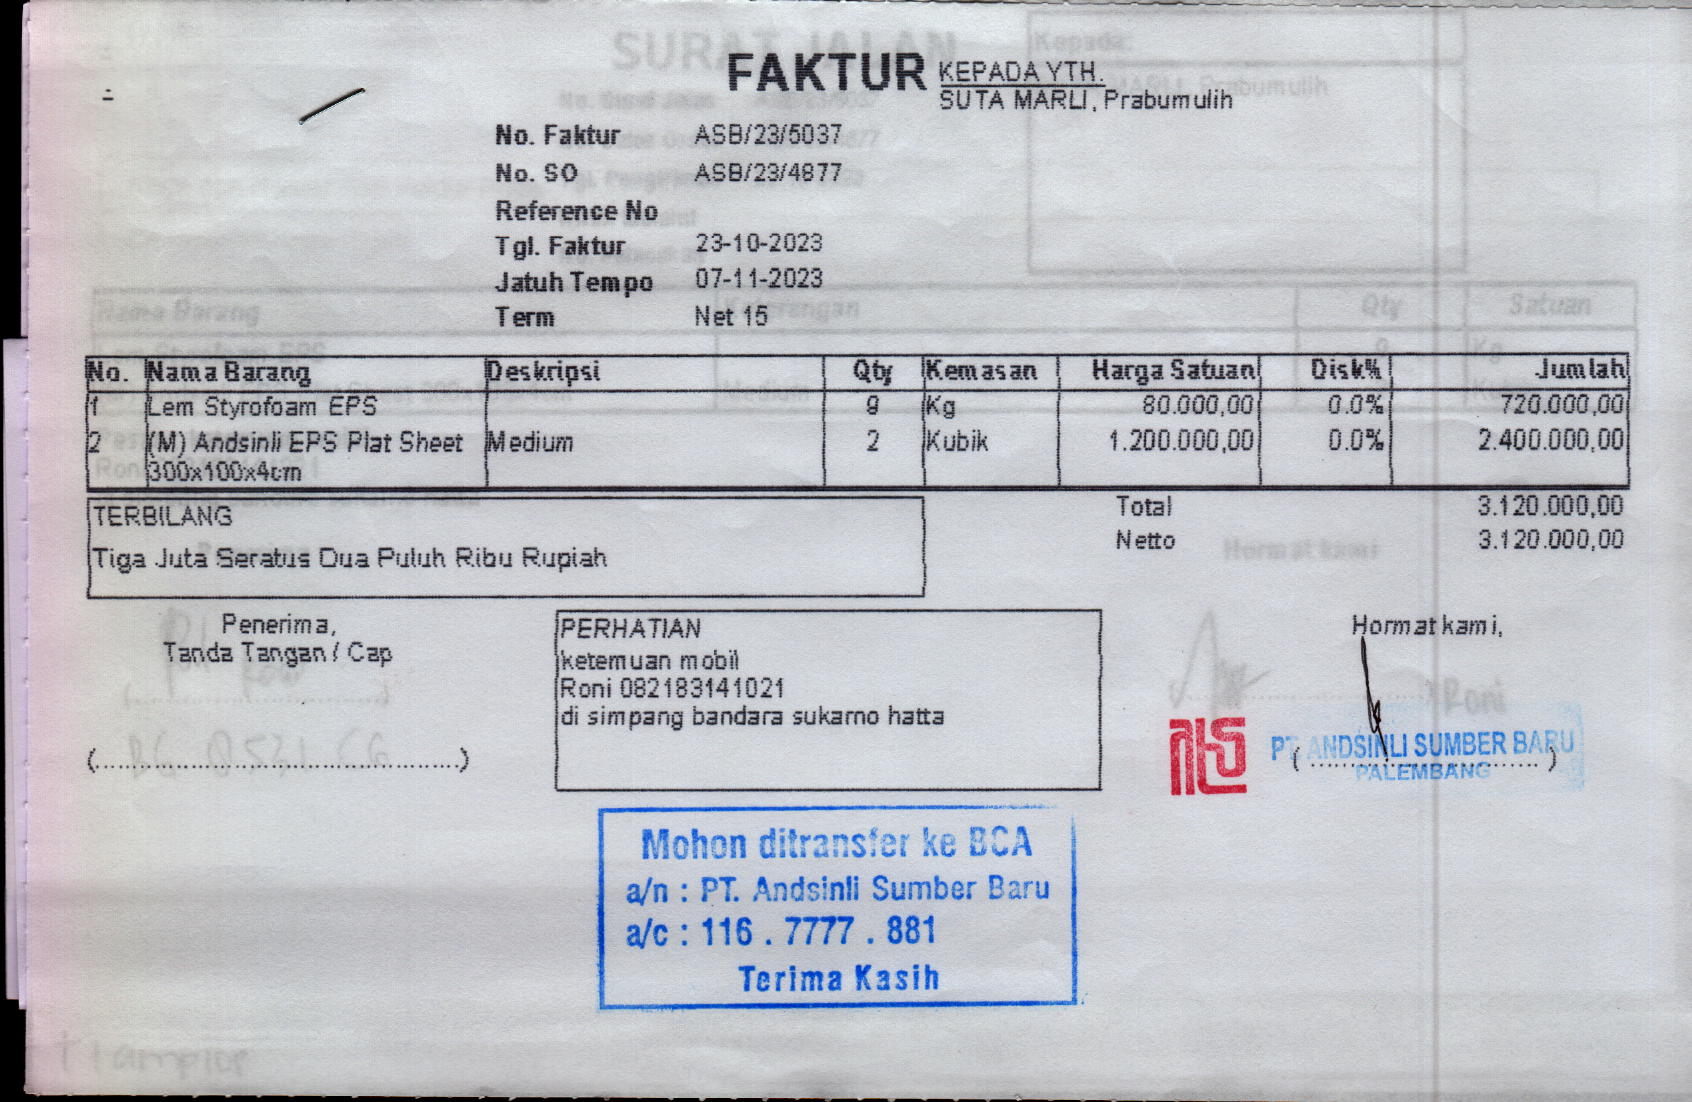 FAKTUR
KEPADA YTH.
SUTA MARLI, Prabumulih
No. Faktur ASB/23/5037
No. SO ASB/23/4877
Reference No
Tgl. Faktur 23-10-2023
Jatuh Tempo 07-11-2023
Term Net 15
No. Nama Barang Deskripsi Qty Kemasan Harga Satuan Disk% Jumlah
1 Lem Styrofoam EPS 9 Kg 80.000,00 0.0% 720.000,00
2 (M) Andsinli EPS Plat Sheet Medium 2 Kubik 1.200.000,00 0.0% 2.400.000,00
300x100x4cm
Total 3.120.000,00
Netto 3.120.000,00
TERBILANG
Tiga Juta Seratus Dua Puluh Ribu Rupiah
Penerima,
Tanda Tangan / Cap
(............................................)
PERHATIAN
ketemuan mobil
Roni 082183141021
di simpang bandara sukarno hatta
Hormat kami,
PT. ANDSINLI SUMBER BARU
PALEMBANG
(............................)
Mohon ditransfer ke BCA
a/n : PT. Andsinli Sumber Baru
a/c : 116 . 7777 . 881
Terima Kasih